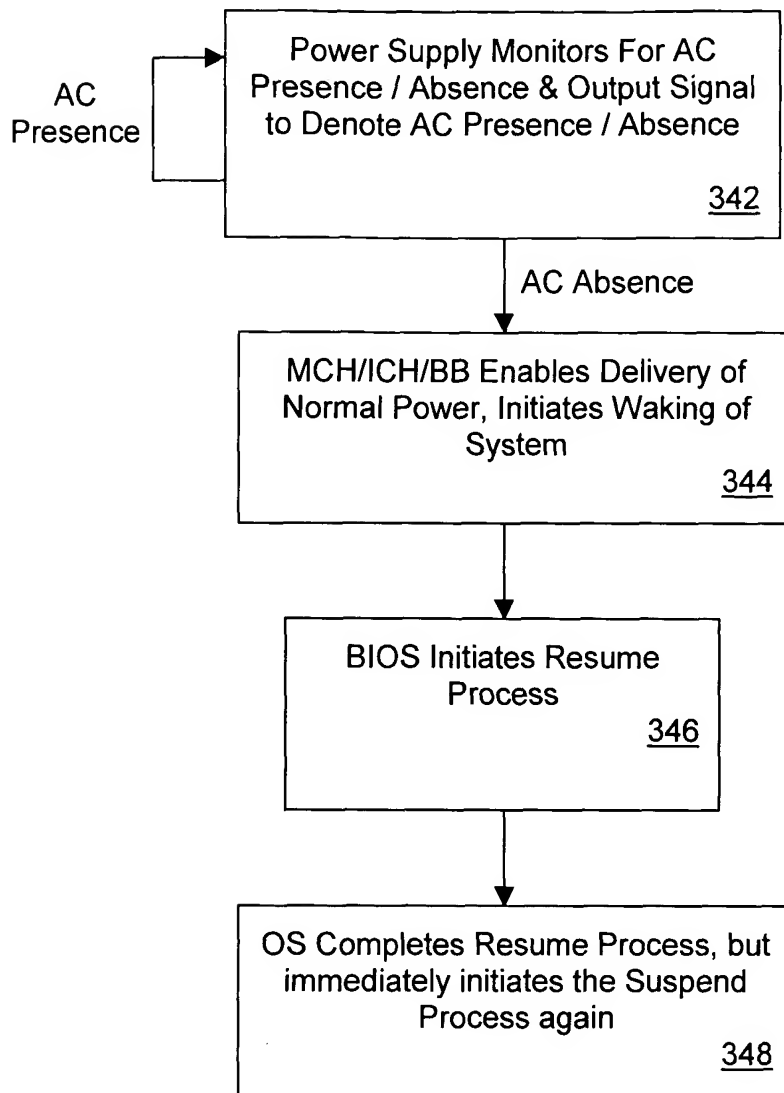 Power Supply Monitors For AC
Presence / Absence & Output Signal
to Denote AC Presence / Absence
342
AC
Presence
AC Absence
MCH/ICH/BB Enables Delivery of
Normal Power, Initiates Waking of
System
344
BIOS Initiates Resume
Process
346
OS Completes Resume Process, but
immediately initiates the Suspend
Process again
348